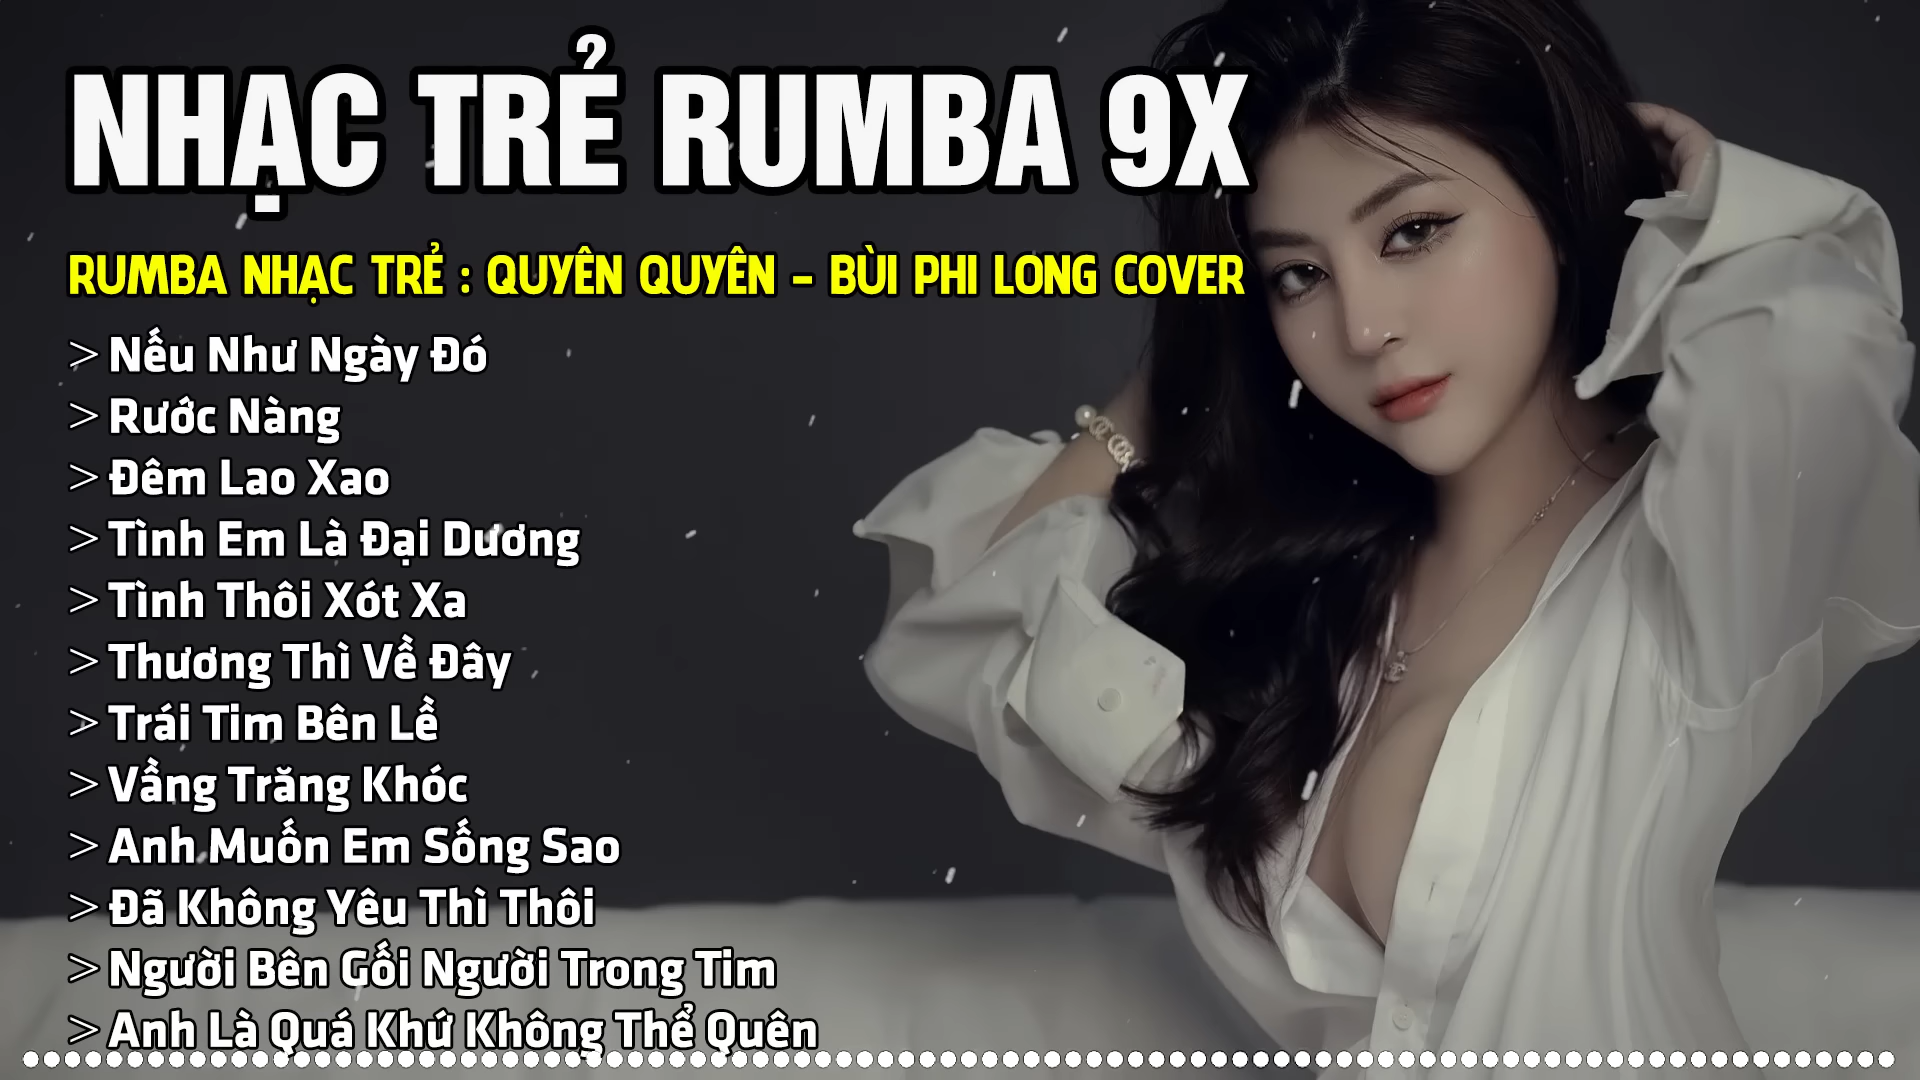 NHẠC TRẺ RUMBA 9X
RUMBA NHẠC TRẺ : QUYÊN QUYÊN – BÙI PHI LONG COVER
> Nếu Như Ngày Đó
> Rước Nàng
> Đêm Lao Xao
> Tình Em Là Đại Dương
> Tình Thôi Xót Xa
> Thương Thì Về Đây
> Trái Tim Bên Lề
> Vầng Trăng Khóc
> Anh Muốn Em Sống Sao
> Đã Không Yêu Thì Thôi
> Người Bên Gối Người Trong Tim
> Anh Là Quá Khứ Không Thể Quên